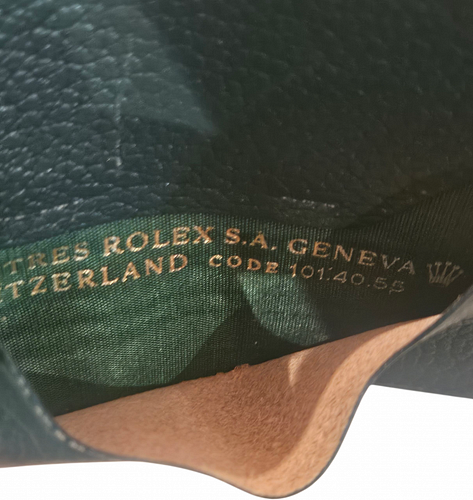 TRES ROLEX S.A. GENEVA
TZERLAND CODE 101.40.55